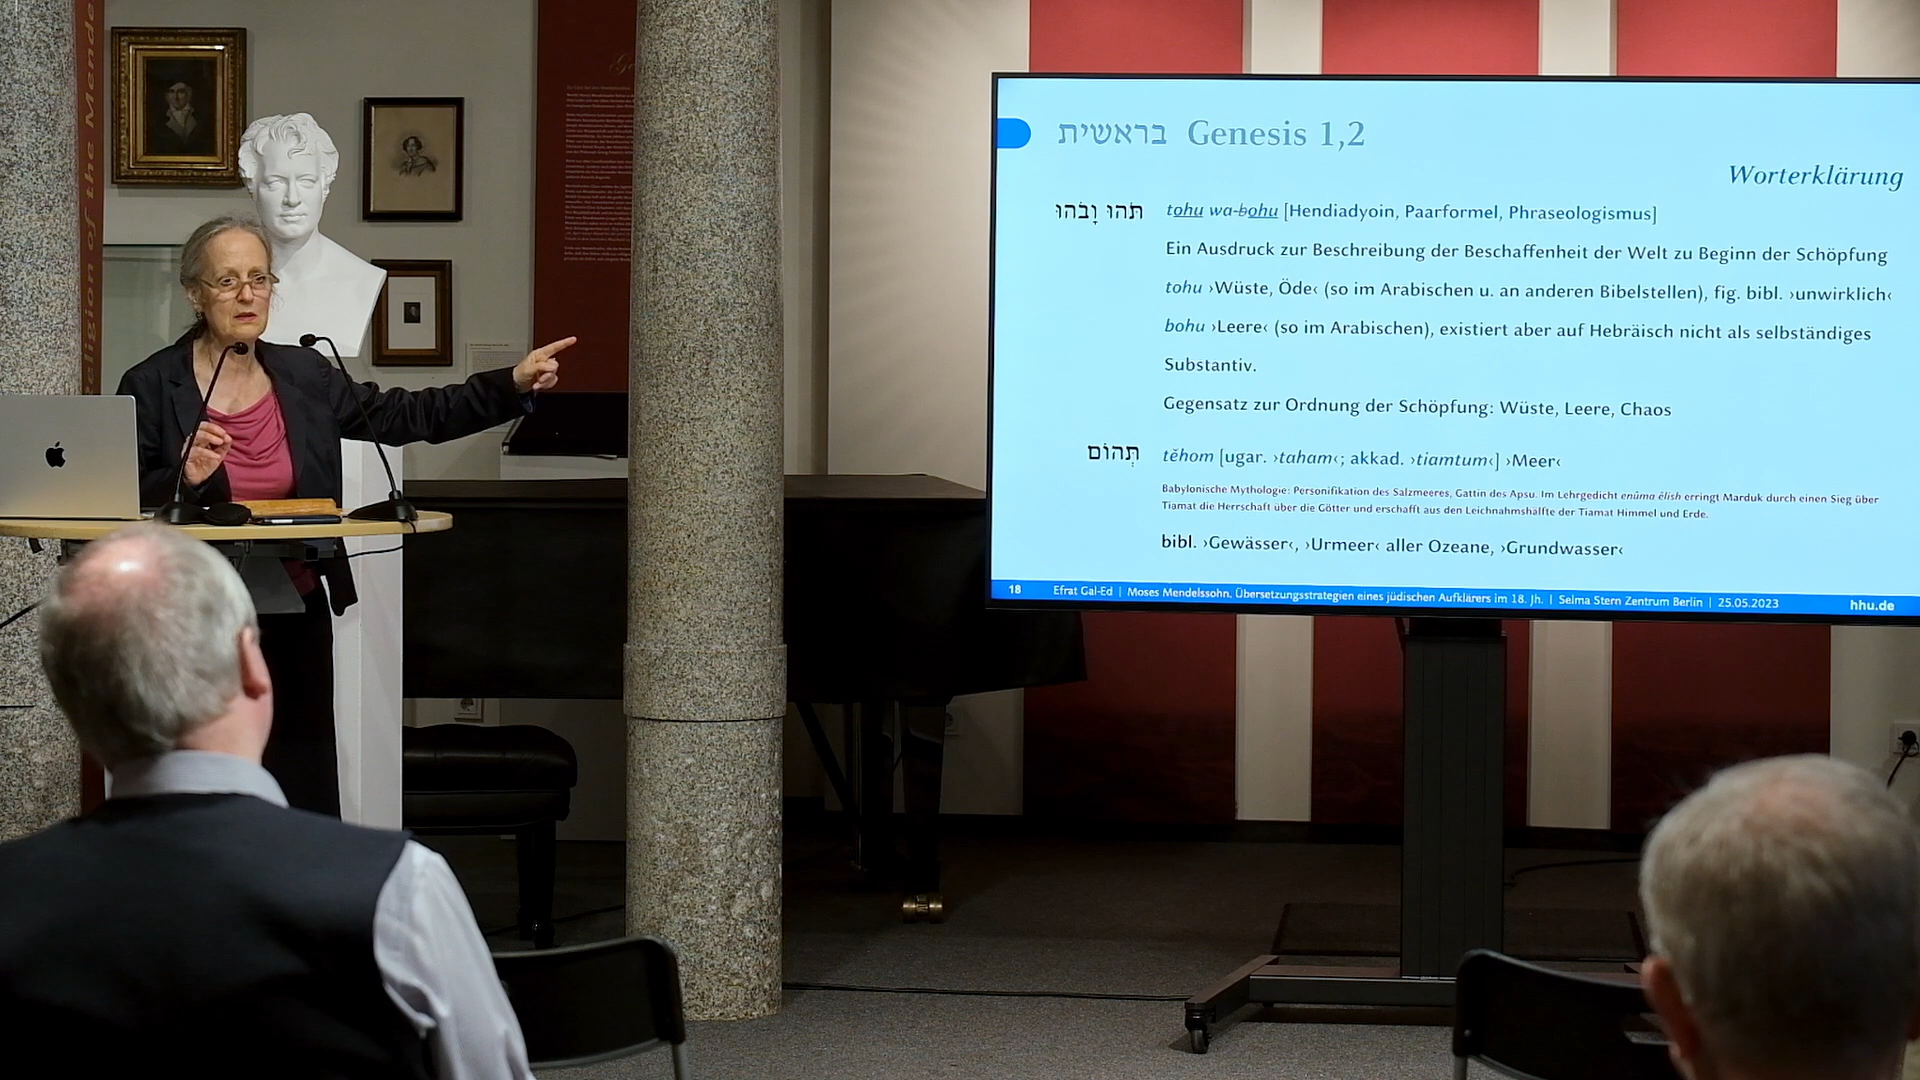 Religion of the Mende
בראשית Genesis 1,2
Worterklärung
תֹּהוּ וָבֹהוּ tohu wa-bohu [Hendiadyoin, Paarformel, Phraseologismus]
Ein Ausdruck zur Beschreibung der Beschaffenheit der Welt zu Beginn der Schöpfung
tohu ›Wüste, Öde‹ (so im Arabischen u. an anderen Bibelstellen), fig. bibl. ›unwirklich‹
bohu ›Leere‹ (so im Arabischen), existiert aber auf Hebräisch nicht als selbständiges
Substantiv.
Gegensatz zur Ordnung der Schöpfung: Wüste, Leere, Chaos
תְּהוֹם tĕhom [ugar. ›taham‹; akkad. ›tiamtum‹] ›Meer‹
Babylonische Mythologie: Personifikation des Salzmeeres, Gattin des Apsu. Im Lehrgedicht enūma ēlish erringt Marduk durch einen Sieg über
Tiamat die Herrschaft über die Götter und erschafft aus den Leichnahmshälfte der Tiamat Himmel und Erde.
bibl. ›Gewässer‹, ›Urmeer‹ aller Ozeane, ›Grundwasser‹
18 Efrat Gal-Ed | Moses Mendelssohn, Übersetzungsstrategien eines jüdischen Aufklärers im 18. Jh. | Selma Stern Zentrum Berlin | 25.05.2023 hhu.de